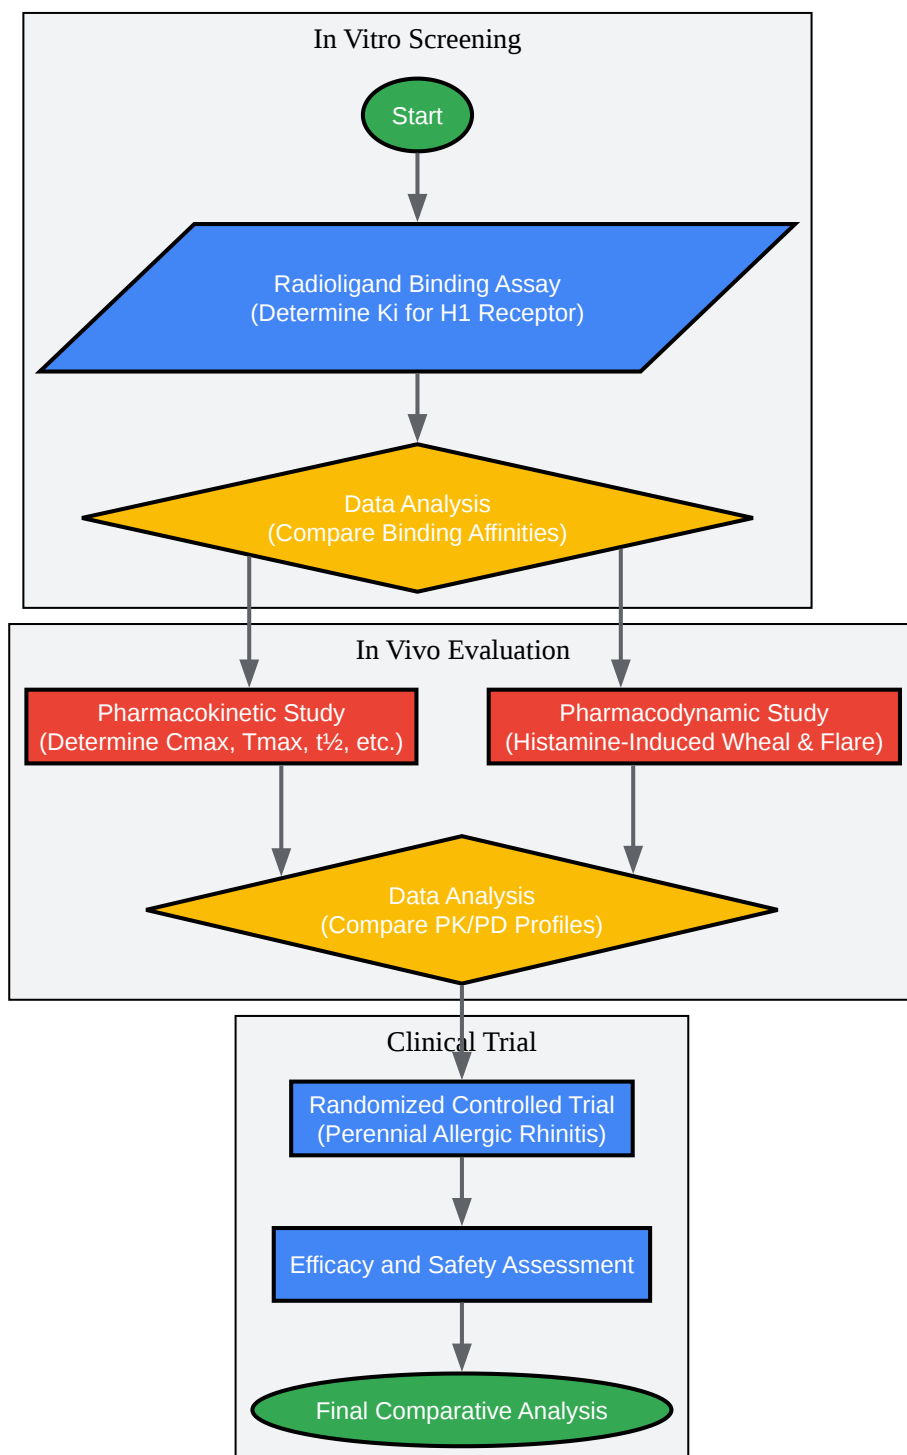 In Vitro Screening
Start
Radioligand Binding Assay
(Determine Ki for H1 Receptor)
Data Analysis
(Compare Binding Affinities)
In Vivo Evaluation
Pharmacokinetic Study
(Determine Cmax, Tmax, t½, etc.)
Pharmacodynamic Study
(Histamine-Induced Wheal & Flare)
Data Analysis
(Compare PK/PD Profiles)
Clinical Trial
Randomized Controlled Trial
(Perennial Allergic Rhinitis)
Efficacy and Safety Assessment
Final Comparative Analysis